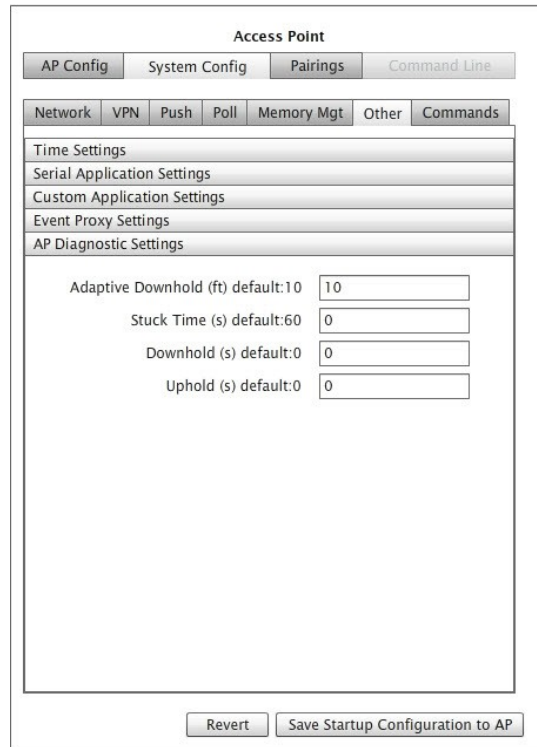 Access Point
AP Config System Config Pairings Command Line
Network VPN Push Poll Memory Mgt Other Commands
Time Settings
Serial Application Settings
Custom Application Settings
Event Proxy Settings
AP Diagnostic Settings
Adaptive Downhold (ft) default:10 10
Stuck Time (s) default:60 0
Downhold (s) default:0 0
Uphold (s) default:0 0
Revert Save Startup Configuration to AP